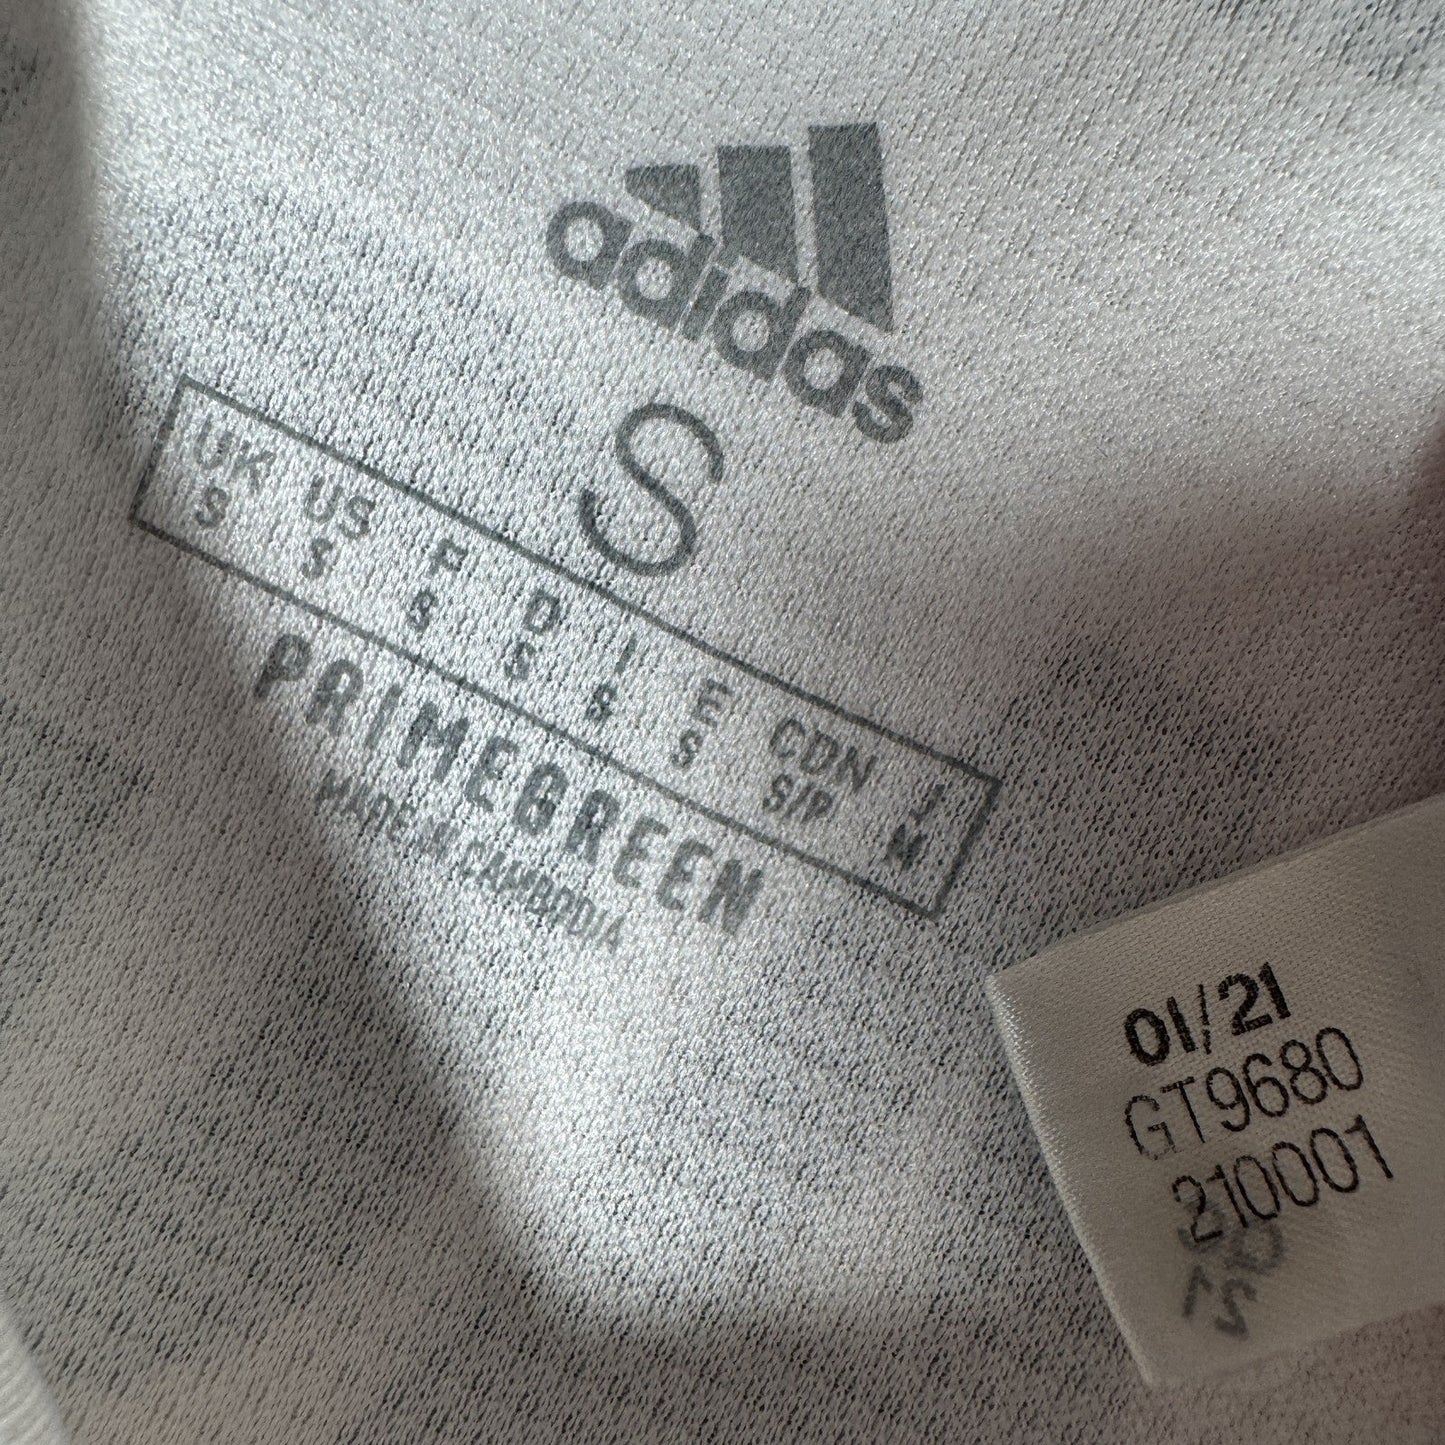 adidas
S
UK US F D I E CDN J
S S S S S S S/P M
PRIMEGREEN
MADE IN CAMBODIA
01/21
GT9680
210001